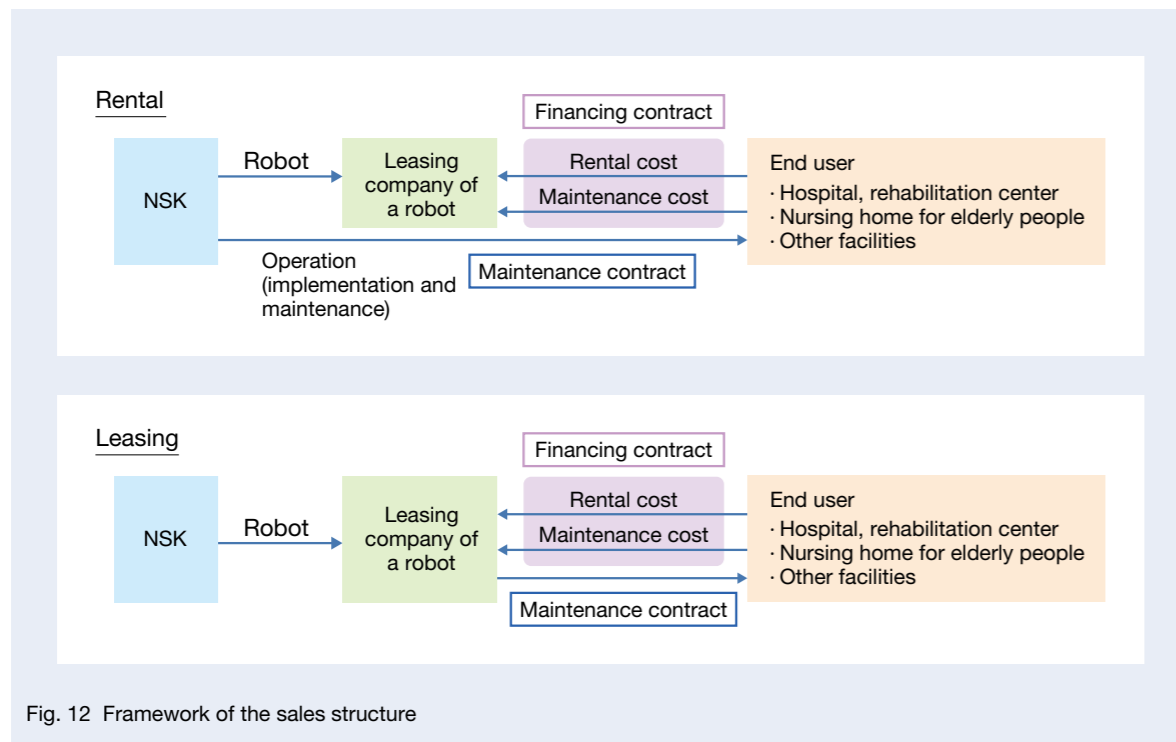 Rental
Financing contract
NSK
Robot
Leasing
company of
a robot
Rental cost
Maintenance cost
End user
· Hospital, rehabilitation center
· Nursing home for elderly people
· Other facilities
Operation
(implementation and
maintenance)
Maintenance contract
Leasing
Financing contract
NSK
Robot
Leasing
company of
a robot
Rental cost
Maintenance cost
End user
· Hospital, rehabilitation center
· Nursing home for elderly people
· Other facilities
Maintenance contract
Fig. 12 Framework of the sales structure